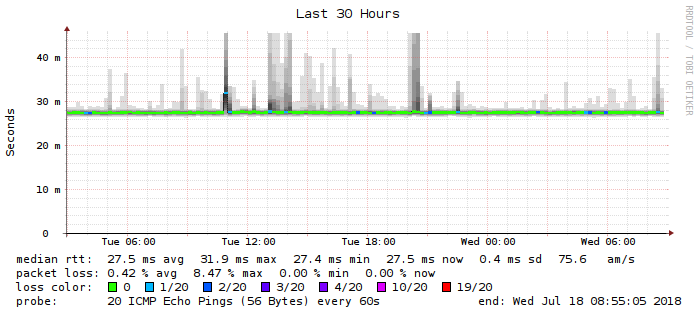 Last 30 Hours
RRDTOOL / TOBI OETIKER
Seconds
40 m
30 m
20 m
10 m
0
Tue 06:00 Tue 12:00 Tue 18:00 Wed 00:00 Wed 06:00
median rtt: 27.5 ms avg 31.9 ms max 27.4 ms min 27.5 ms now 0.4 ms sd 75.6 am/s
packet loss: 0.42 % avg 8.47 % max 0.00 % min 0.00 % now
loss color: 0 1/20 2/20 3/20 4/20 10/20 19/20
probe: 20 ICMP Echo Pings (56 Bytes) every 60s end: Wed Jul 18 08:55:05 2018